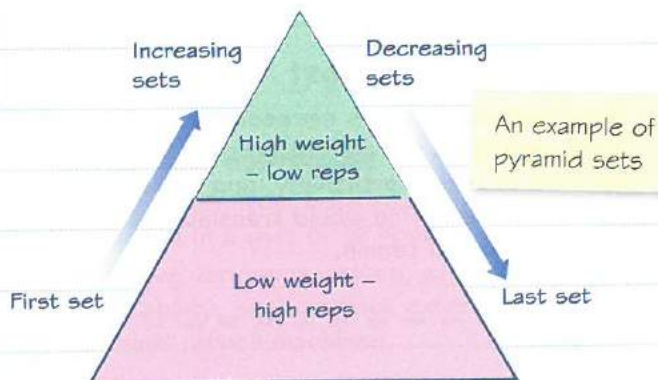 Increasing
sets
Decreasing
sets
High weight
– low reps
An example of
pyramid sets
First set
Low weight –
high reps
Last set